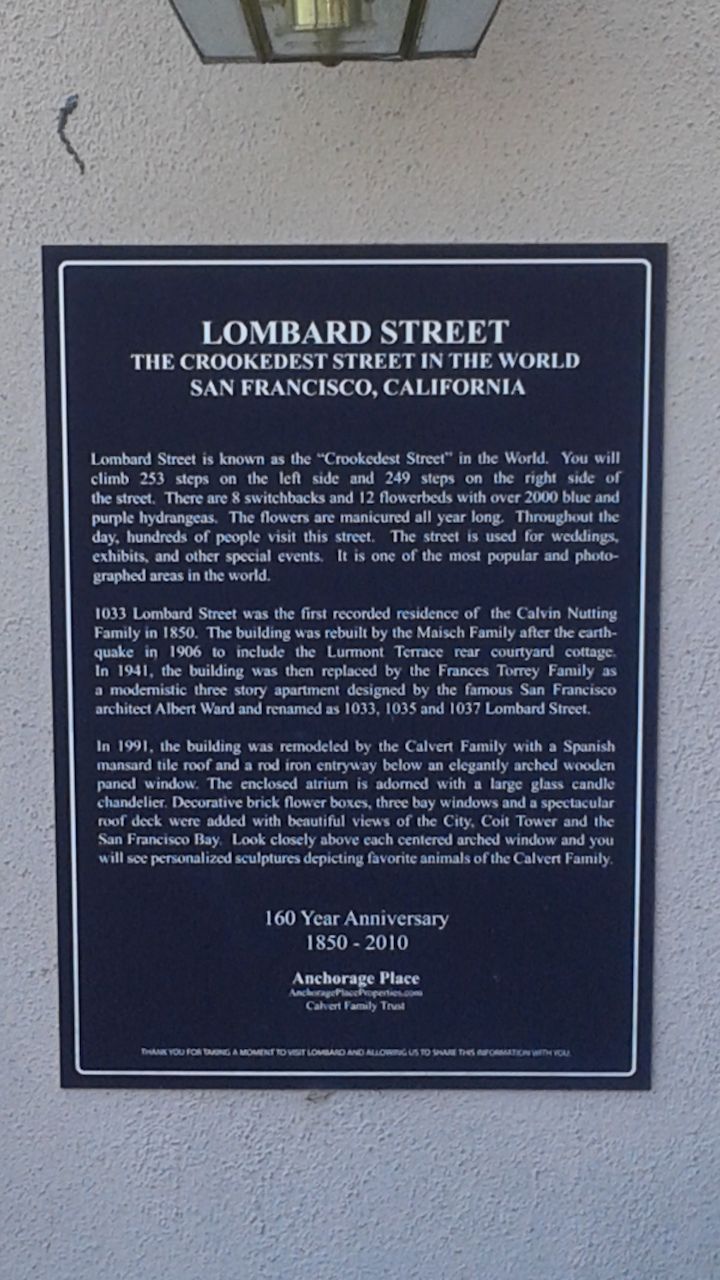 LOMBARD STREET
THE CROOKEDEST STREET IN THE WORLD
SAN FRANCISCO, CALIFORNIA
Lombard Street is known as the “Crookedest Street” in the World. You will
climb 253 steps on the left side and 249 steps on the right side of
the street. There are 8 switchbacks and 12 flowerbeds with over 2000 blue and
purple hydrangeas. The flowers are manicured all year long. Throughout the
day, hundreds of people visit this street. The street is used for weddings,
exhibits, and other special events. It is one of the most popular and photo-
graphed areas in the world.
1033 Lombard Street was the first recorded residence of the Calvin Nutting
Family in 1850. The building was rebuilt by the Maisch Family after the earth-
quake in 1906 to include the Lurmont Terrace rear courtyard cottage.
In 1941, the building was then replaced by the Frances Torrey Family as
a modernistic three story apartment designed by the famous San Francisco
architect Albert Ward and renamed as 1033, 1035 and 1037 Lombard Street.
In 1991, the building was remodeled by the Calvert Family with a Spanish
mansard tile roof and a rod iron entryway below an elegantly arched wooden
paned window. The enclosed atrium is adorned with a large glass candle
chandelier. Decorative brick flower boxes, three bay windows and a spectacular
roof deck were added with beautiful views of the City, Coit Tower and the
San Francisco Bay. Look closely above each centered arched window and you
will see personalized sculptures depicting favorite animals of the Calvert Family.
160 Year Anniversary
1850 - 2010
Anchorage Place
AnchoragePlaceProperties.com
Calvert Family Trust
THANK YOU FOR TAKING A MOMENT TO VISIT LOMBARD AND ALLOWING US TO SHARE THIS INFORMATION WITH YOU.